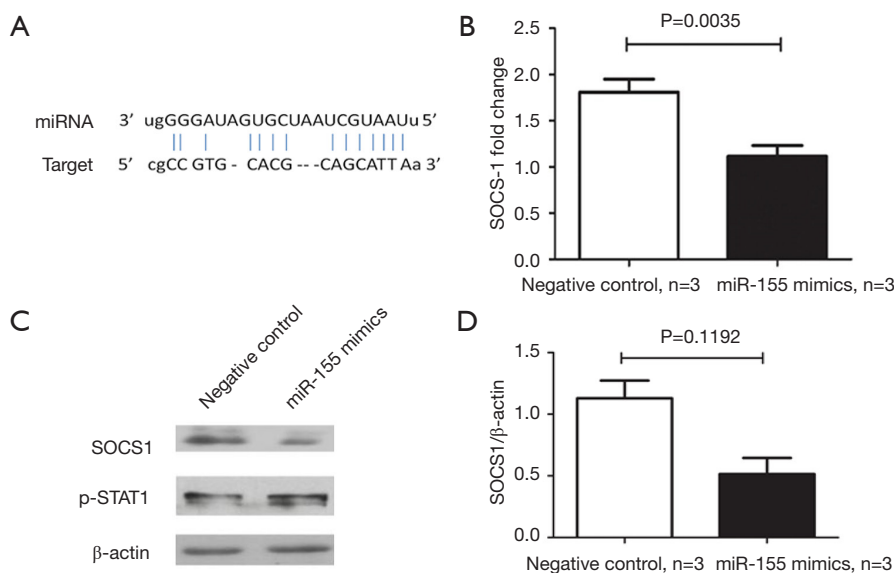 A
miRNA 3′ ugGGGAUAGUGCUAAUCGUAAUu 5′
Target 5′ cgCC GTG - CACG -- -CAGCATT Aa 3′
B
P=0.0035
SOCS-1 fold change
2.5
2.0
1.5
1.0
0.5
0.0
Negative control, n=3 miR-155 mimics, n=3
C
Negative control
miR-155 mimics
SOCS1
p-STAT1
β-actin
D
P=0.1192
SOCS1/β-actin
1.5
1.0
0.5
0.0
Negative control, n=3 miR-155 mimics, n=3